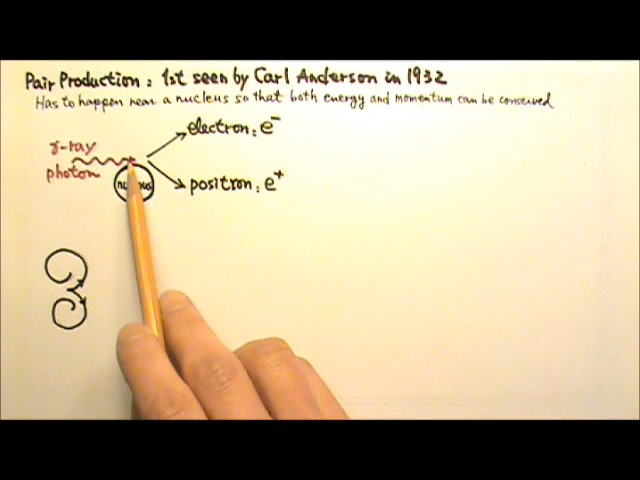 Pair Production: 1st seen by Carl Anderson in 1932
Has to happen near a nucleus so that both energy and momentum can be conserved
electron: e⁻
γ-ray
photon
positron: e⁺